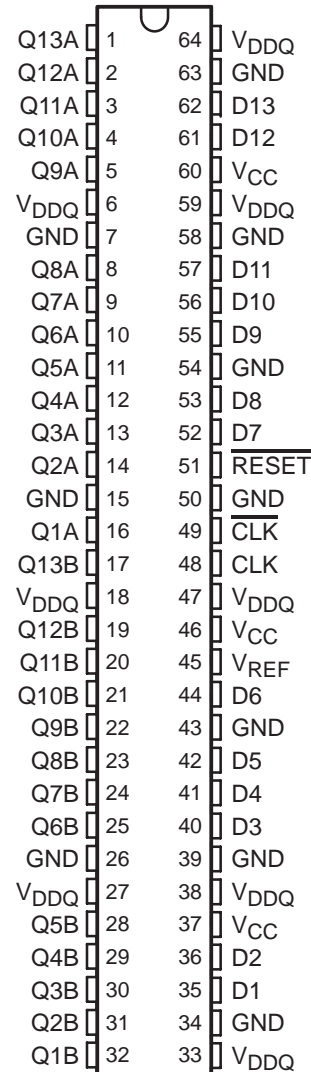 Q13A 1 64 VDDQ
Q12A 2 63 GND
Q11A 3 62 D13
Q10A 4 61 D12
Q9A 5 60 VCC
VDDQ 6 59 VDDQ
GND 7 58 GND
Q8A 8 57 D11
Q7A 9 56 D10
Q6A 10 55 D9
Q5A 11 54 GND
Q4A 12 53 D8
Q3A 13 52 D7
Q2A 14 51 RESET
GND 15 50 GND
Q1A 16 49 CLK
Q13B 17 48 CLK
VDDQ 18 47 VDDQ
Q12B 19 46 VCC
Q11B 20 45 VREF
Q10B 21 44 D6
Q9B 22 43 GND
Q8B 23 42 D5
Q7B 24 41 D4
Q6B 25 40 D3
GND 26 39 GND
VDDQ 27 38 VDDQ
Q5B 28 37 VCC
Q4B 29 36 D2
Q3B 30 35 D1
Q2B 31 34 GND
Q1B 32 33 VDDQ